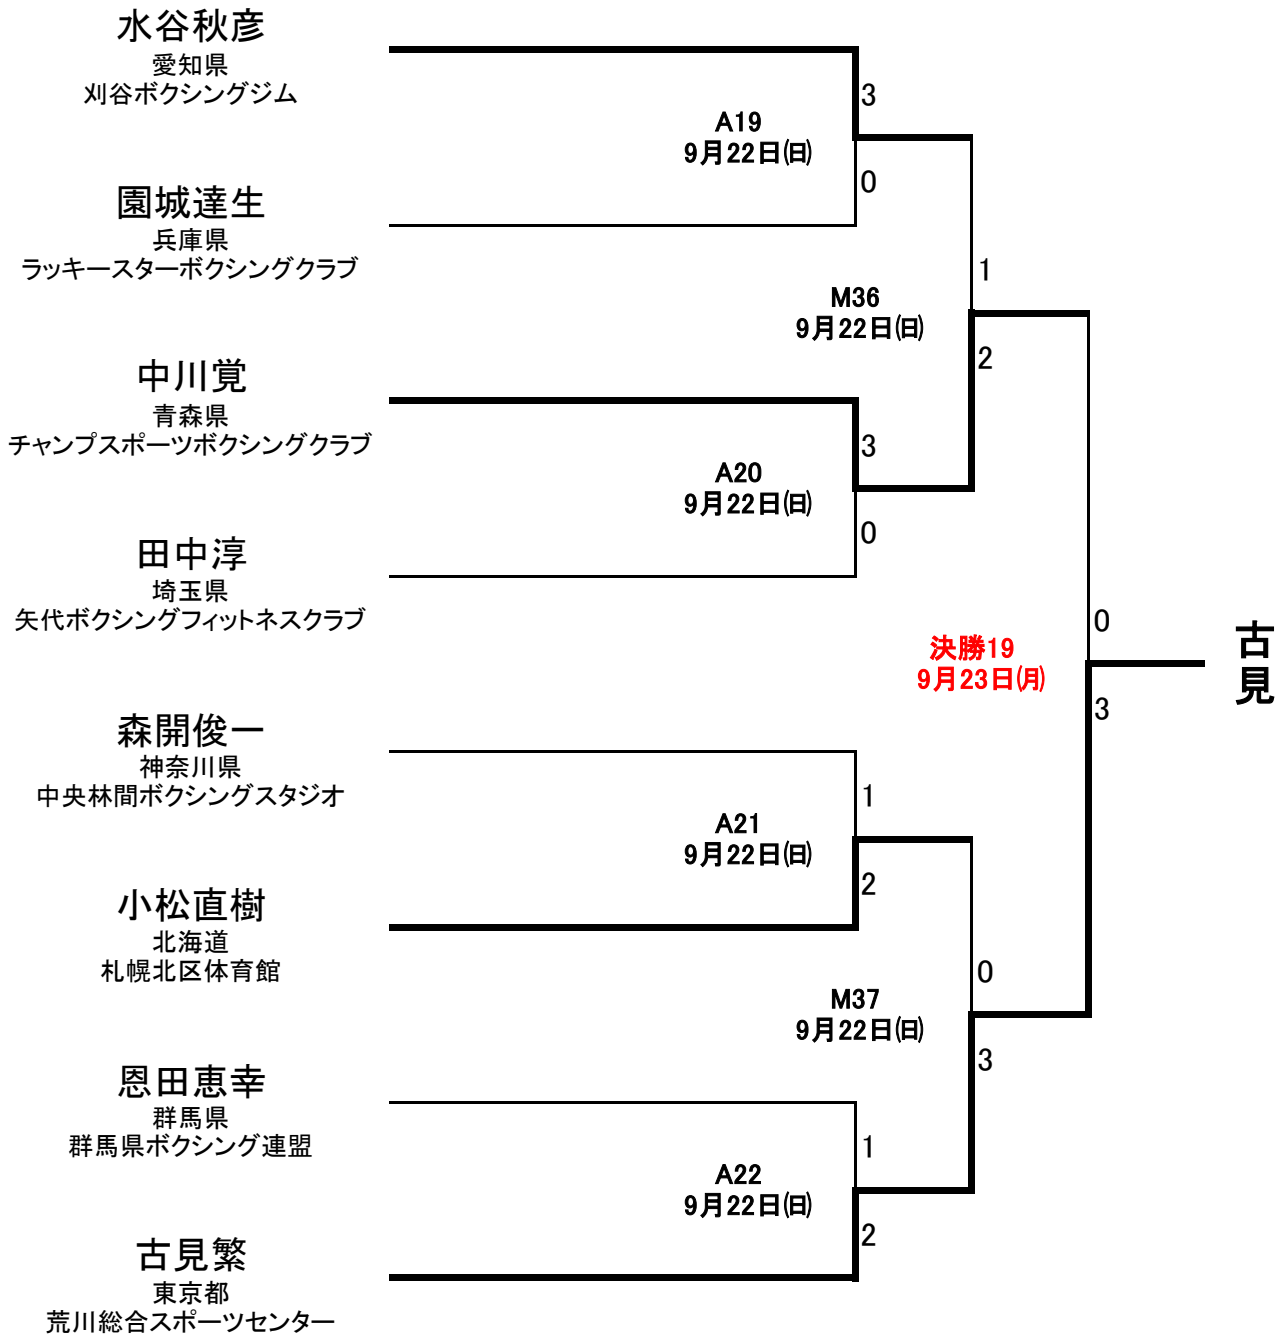 水谷秋彦
愛知県
刈谷ボクシングジム
3
A19
9月22日(日)
0
園城達生
兵庫県
ラッキースターボクシングクラブ
1
M36
9月22日(日)
2
中川覚
青森県
チャンプスポーツボクシングクラブ
3
A20
9月22日(日)
0
田中淳
埼玉県
矢代ボクシングフィットネスクラブ
0
決勝19
9月23日(月)
3
古見
森開俊一
神奈川県
中央林間ボクシングスタジオ
1
A21
9月22日(日)
2
小松直樹
北海道
札幌北区体育館
0
M37
9月22日(日)
3
恩田恵幸
群馬県
群馬県ボクシング連盟
1
A22
9月22日(日)
2
古見繁
東京都
荒川総合スポーツセンター